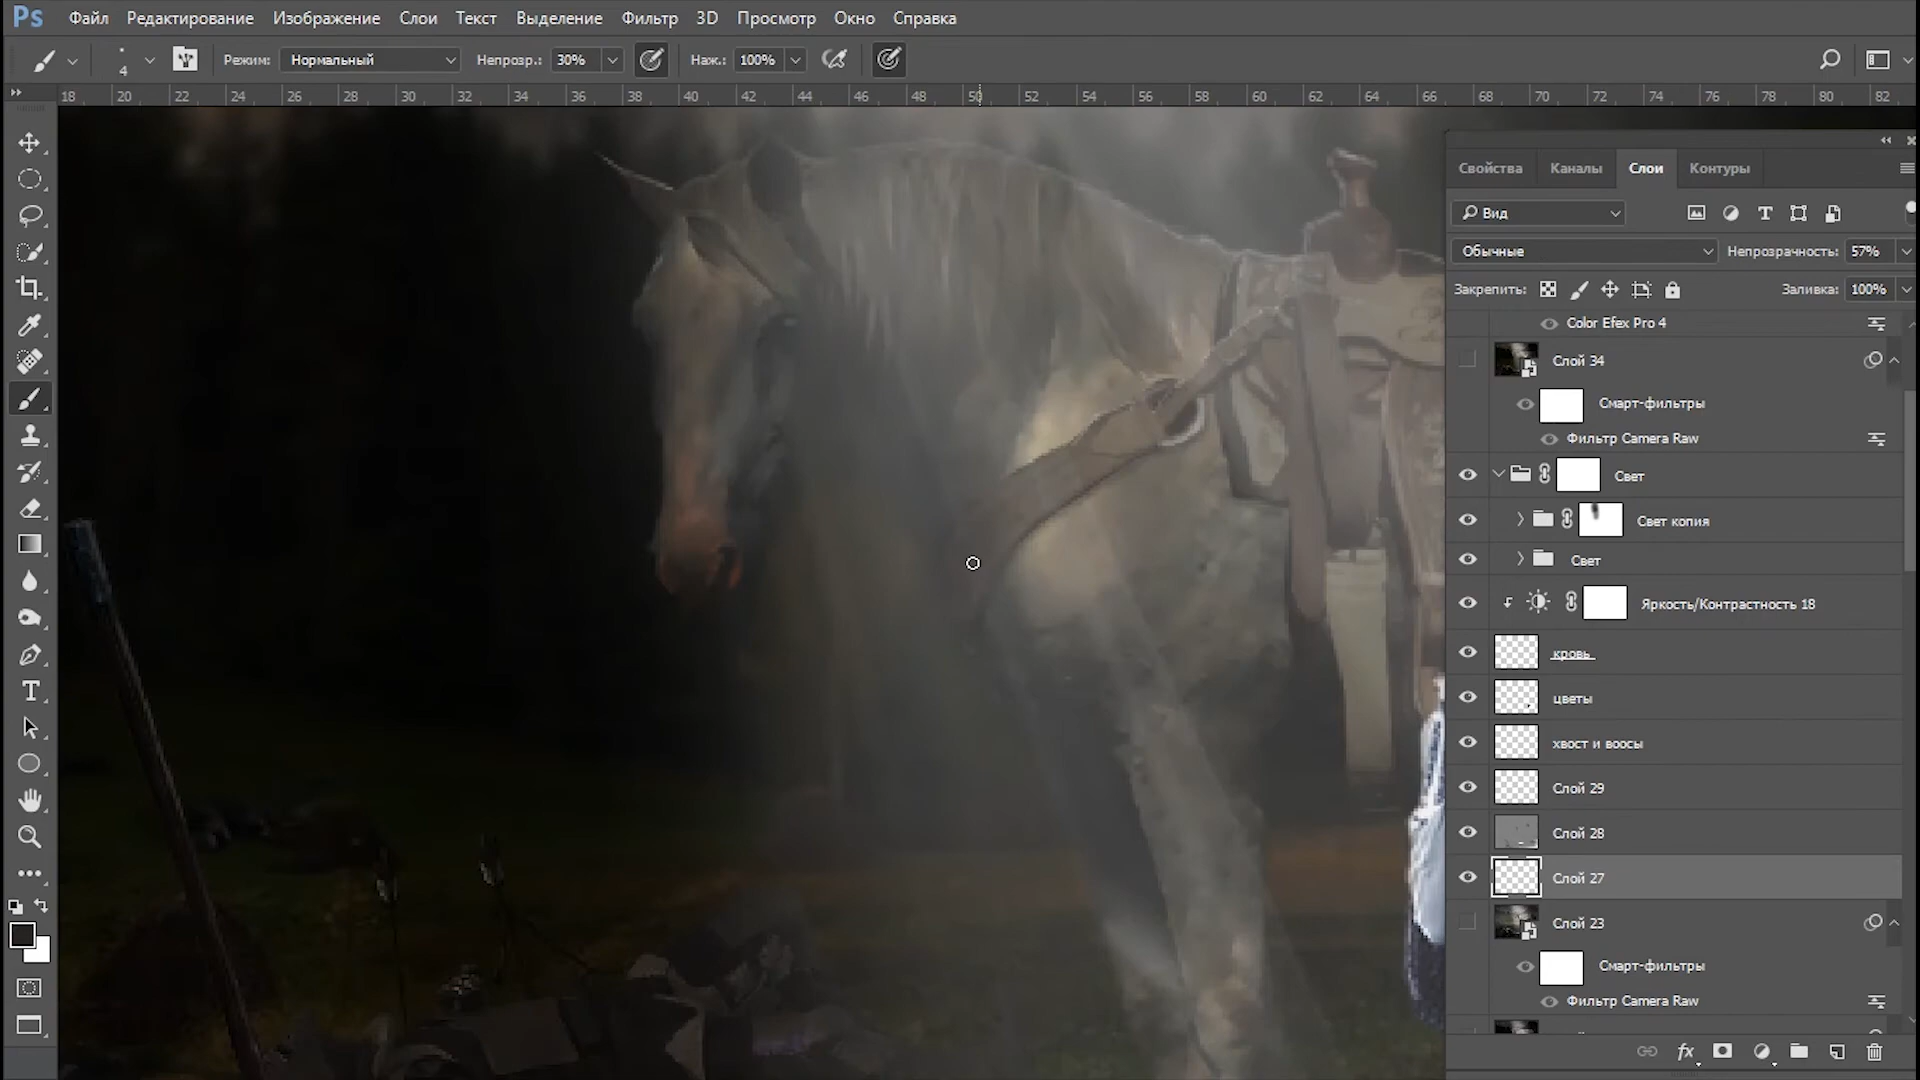 Ps Файл Редактирование Изображение Слои Текст Выделение Фильтр 3D Просмотр Окно Справка
4 Режим: Нормальный Непрозр.: 30% Наж.: 100%
18 20 22 24 26 28 30 32 34 36 38 40 42 44 46 48 50 52 54 56 58 60 62 64 66 68 70 72 74 76 78 80 82
Свойства Каналы Слои Контуры
Вид
Обычные Непрозрачность: 57%
Закрепить: Заливка: 100%
Color Efex Pro 4
Слой 34
Смарт-фильтры
Фильтр Camera Raw
Свет
Свет копия
Свет
Яркость/Контрастность 18
кровь
цветы
хвост и воосы
Слой 29
Слой 28
Слой 27
Слой 23
Смарт-фильтры
Фильтр Camera Raw
fx